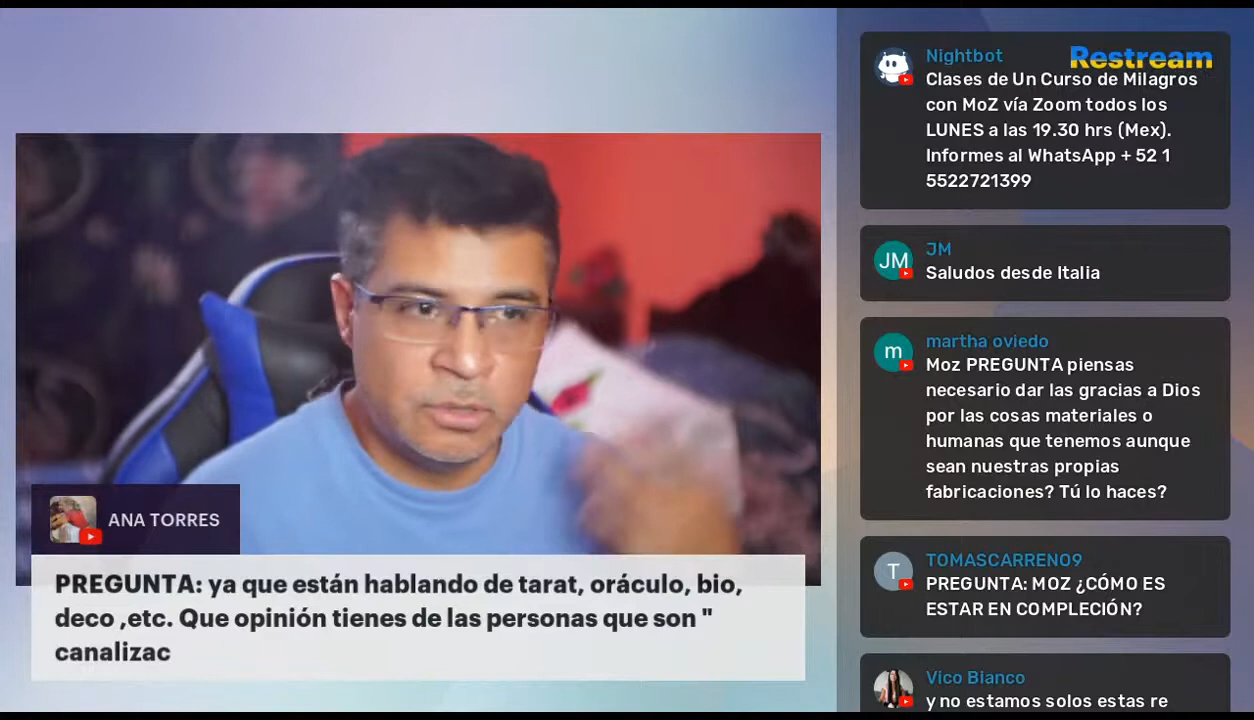 ANA TORRES
PREGUNTA: ya que están hablando de tarat, oráculo, bio,
deco ,etc. Que opinión tienes de las personas que son "
canalizac
Restream
Nightbot
Clases de Un Curso de Milagros
con MoZ vía Zoom todos los
LUNES a las 19.30 hrs (Mex).
Informes al WhatsApp + 52 1
5522721399
JM
JM
Saludos desde Italia
m
martha oviedo
Moz PREGUNTA piensas
necesario dar las gracias a Dios
por las cosas materiales o
humanas que tenemos aunque
sean nuestras propias
fabricaciones? Tú lo haces?
T
TOMASCARRENO9
PREGUNTA: MOZ ¿CÓMO ES
ESTAR EN COMPLECIÓN?
Vico Bianco
y no estamos solos estas re